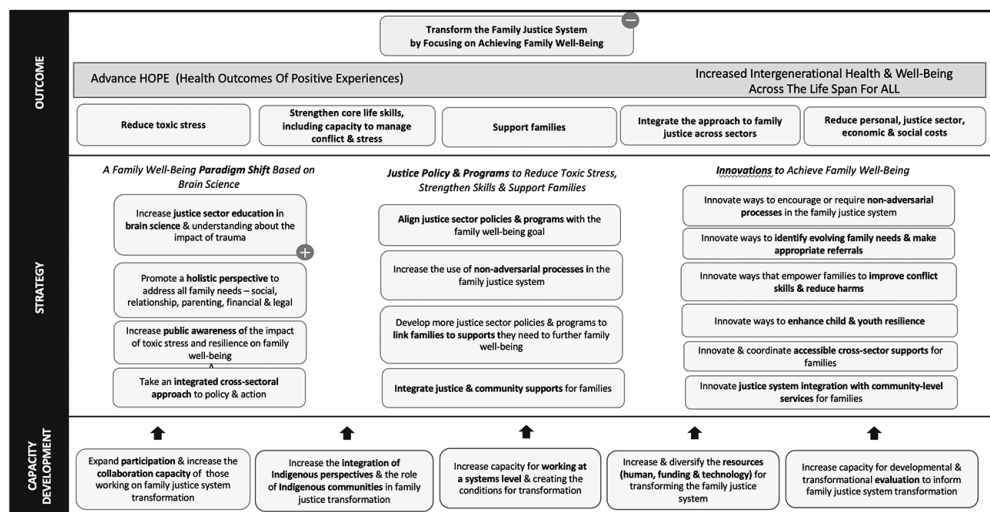 OUTCOME
Transform the Family Justice System
by Focusing on Achieving Family Well-Being
Advance HOPE (Health Outcomes Of Positive Experiences)
Increased Intergenerational Health & Well-Being
Across The Life Span For ALL
Reduce toxic stress
Strengthen core life skills,
including capacity to manage
conflict & stress
Support families
Integrate the approach to family
justice across sectors
Reduce personal, justice sector,
economic & social costs
STRATEGY
A Family Well-Being Paradigm Shift Based on
Brain Science
Increase justice sector education in
brain science & understanding about the
impact of trauma
Promote a holistic perspective to
address all family needs – social,
relationship, parenting, financial & legal
Increase public awareness of the impact
of toxic stress and resilience on family
well-being
Take an integrated cross-sectoral
approach to policy & action
Justice Policy & Programs to Reduce Toxic Stress,
Strengthen Skills & Support Families
Align justice sector policies & programs with the
family well-being goal
Increase the use of non-adversarial processes in the
family justice system
Develop more justice sector policies & programs to
link families to supports they need to further family
well-being
Integrate justice & community supports for families
Innovations to Achieve Family Well-Being
Innovate ways to encourage or require non-adversarial
processes in the family justice system
Innovate ways to identify evolving family needs & make
appropriate referrals
Innovate ways that empower families to improve conflict
skills & reduce harms
Innovate ways to enhance child & youth resilience
Innovate & coordinate accessible cross-sector supports for
families
Innovate justice system integration with community-level
services for families
CAPACITY
DEVELOPMENT
Expand participation & increase the
collaboration capacity of those
working on family justice system
transformation
Increase the integration of
Indigenous perspectives & the role
of Indigenous communities in family
justice transformation
Increase capacity for working at a
systems level & creating the
conditions for transformation
Increase & diversify the resources
(human, funding & technology) for
transforming the family justice
system
Increase capacity for developmental &
transformational evaluation to inform
family justice system transformation